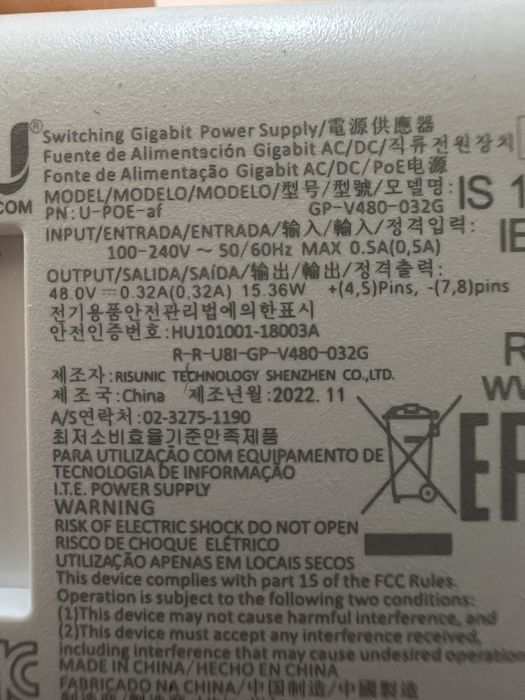 ®Switching Gigabit Power Supply/電源供應器
Fuente de Alimentación Gigabit AC/DC/직류전원장치
Fonte de Alimentação Gigabit AC/DC/PoE电源
MODEL/MODELO/MODELO/型号/型號/모델명: IS 1
COM PN: U-POE-af GP-V480-032G
INPUT/ENTRADA/ENTRADA/输入/輸入/정격입력:
100-240V ~ 50/60Hz MAX 0.5A(0,5A)
OUTPUT/SALIDA/SAÍDA/输出/輸出/정격출력:
48.0V⎓0.32A(0,32A) 15.36W +(4,5)Pins, -(7,8)pins
전기용품안전관리법에의한표시
안전인증번호:HU101001-18003A
R-R-U8I-GP-V480-032G
제조자:RISUNIC TECHNOLOGY SHENZHEN CO.,LTD.
제조국:China 제조년월:2022. 11
A/S연락처:02-3275-1190
최저소비효율기준만족제품
PARA UTILIZAÇÃO COM EQUIPAMENTO DE
TECNOLOGIA DE INFORMAÇÃO
I.T.E. POWER SUPPLY
WARNING
RISK OF ELECTRIC SHOCK DO NOT OPEN
RISCO DE CHOQUE ELÉTRICO
UTILIZAÇÃO APENAS EM LOCAIS SECOS
This device complies with part 15 of the FCC Rules.
Operation is subject to the following two conditions:
(1)This device may not cause harmful interference, and
(2)This device must accept any interference received,
including interference that may cause undesired operation
MADE IN CHINA/HECHO EN CHINA
FABRICADO NA CHINA/中国制造/中國製造